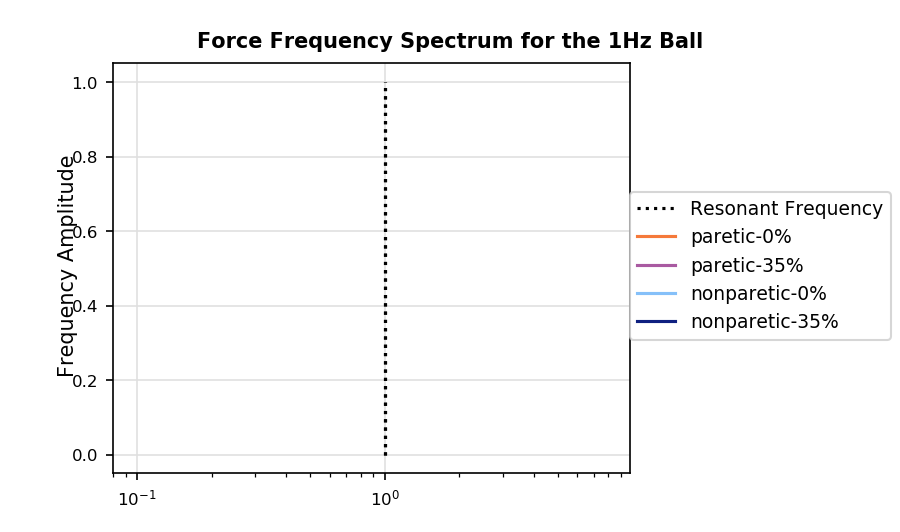 Force Frequency Spectrum for the 1Hz Ball
Frequency Amplitude
1.0
0.8
0.6
0.4
0.2
0.0
10⁻¹
10⁰
Resonant Frequency
paretic-0%
paretic-35%
nonparetic-0%
nonparetic-35%